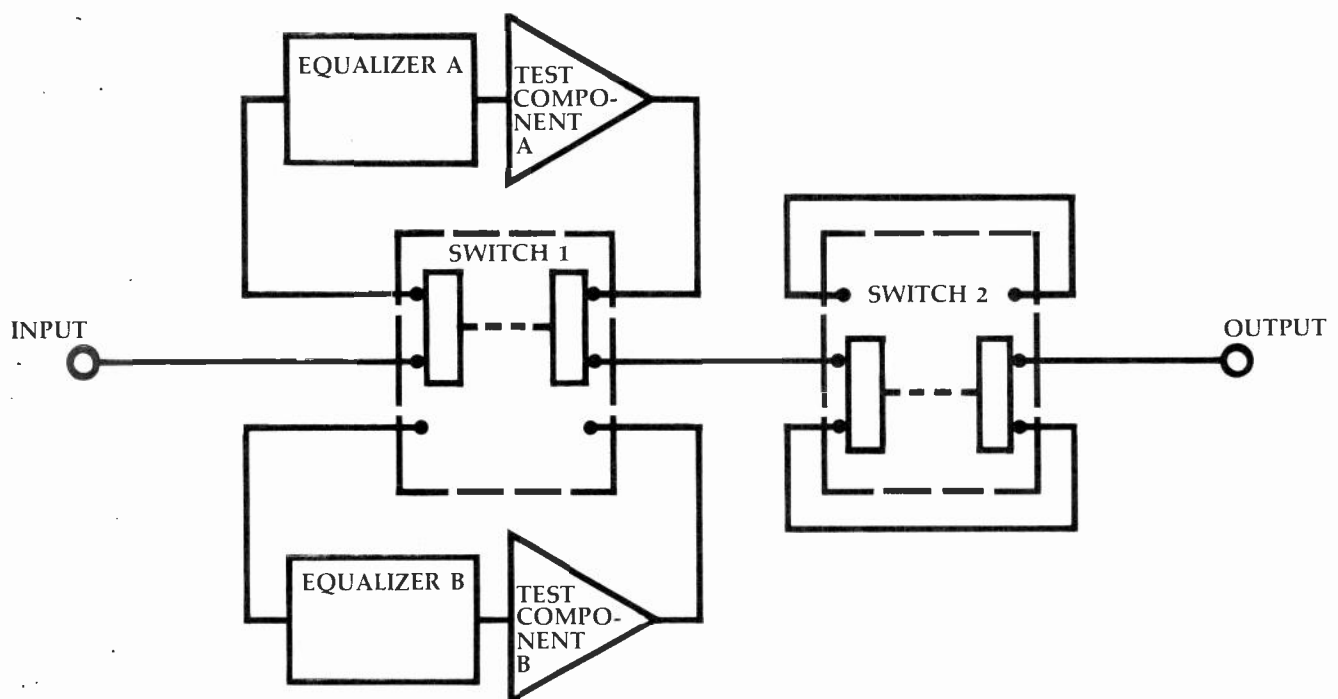 EQUALIZER A
TEST
COMPO-
NENT
A
SWITCH 1
SWITCH 2
INPUT
OUTPUT
EQUALIZER B
TEST
COMPO-
NENT
B